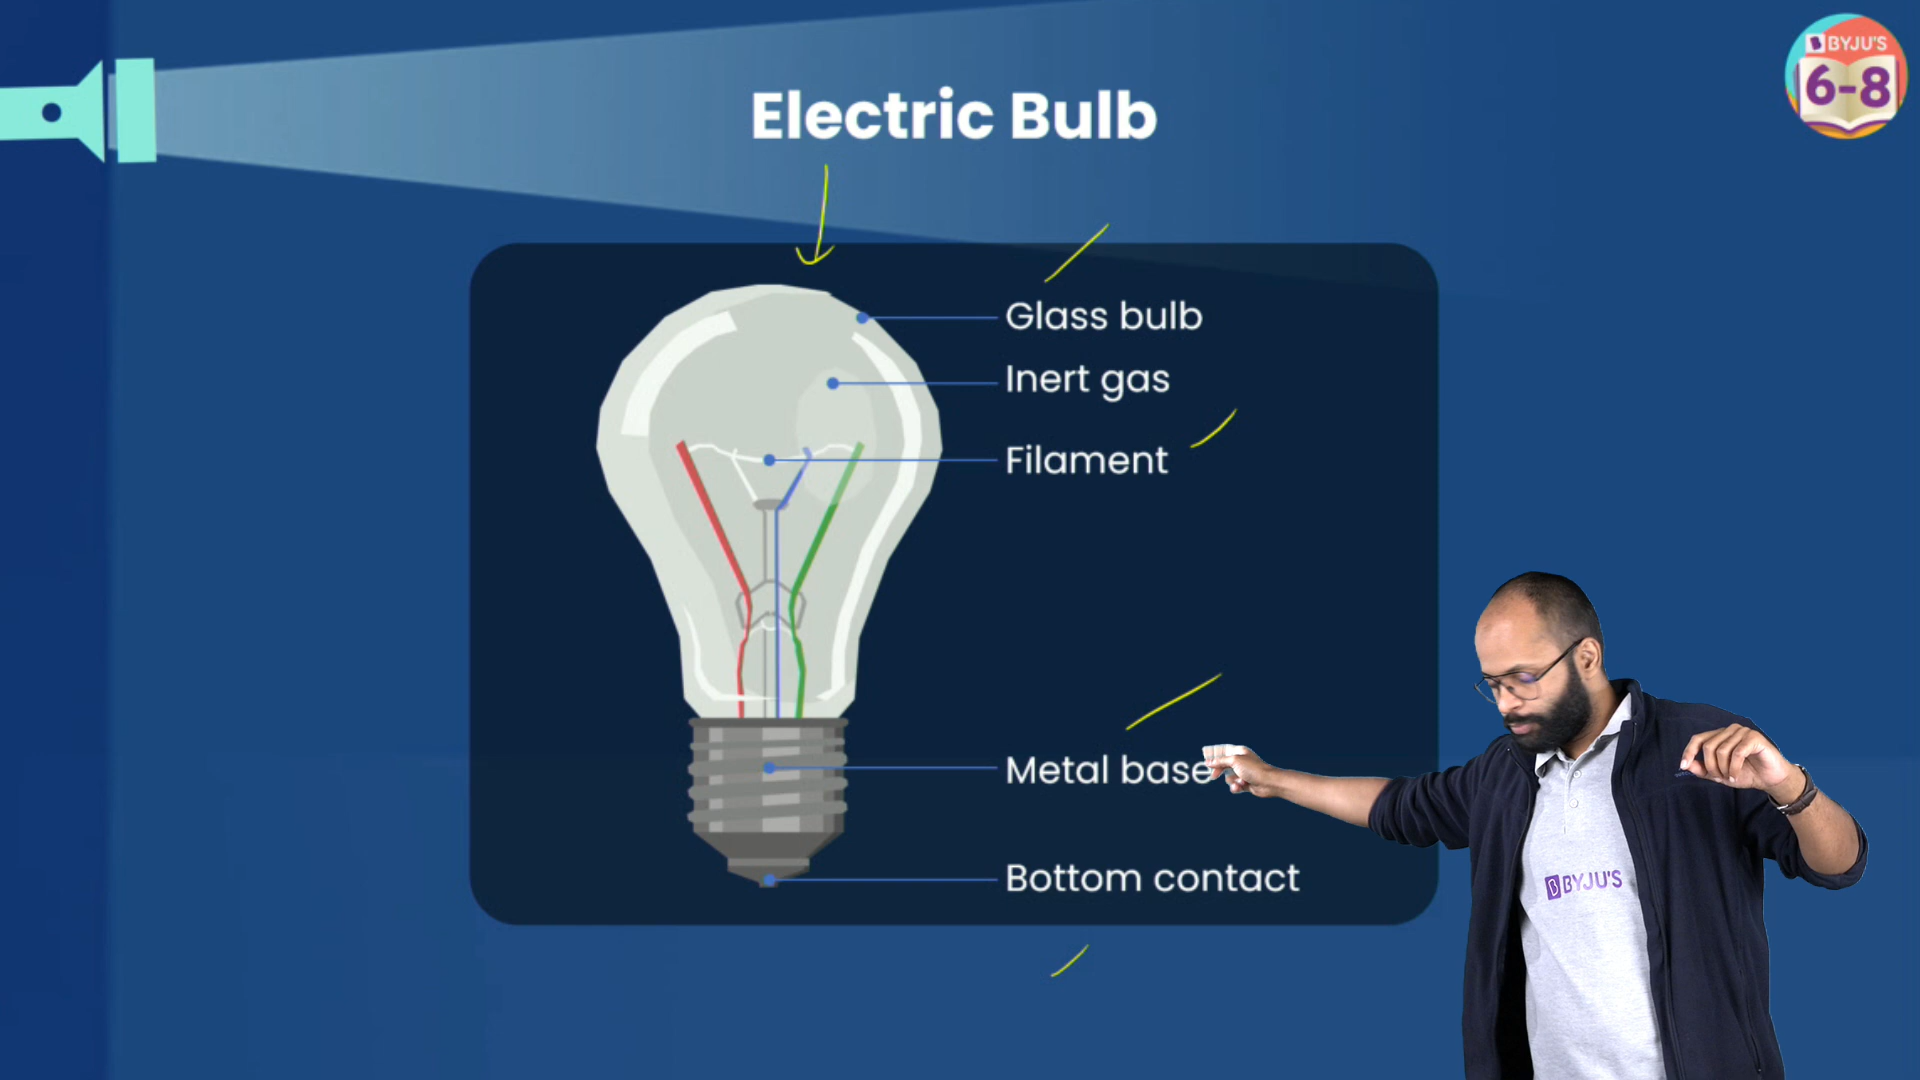 BYJU'S
6-8
Electric Bulb
Glass bulb
Inert gas
Filament
Metal base
Bottom contact
BYJU'S